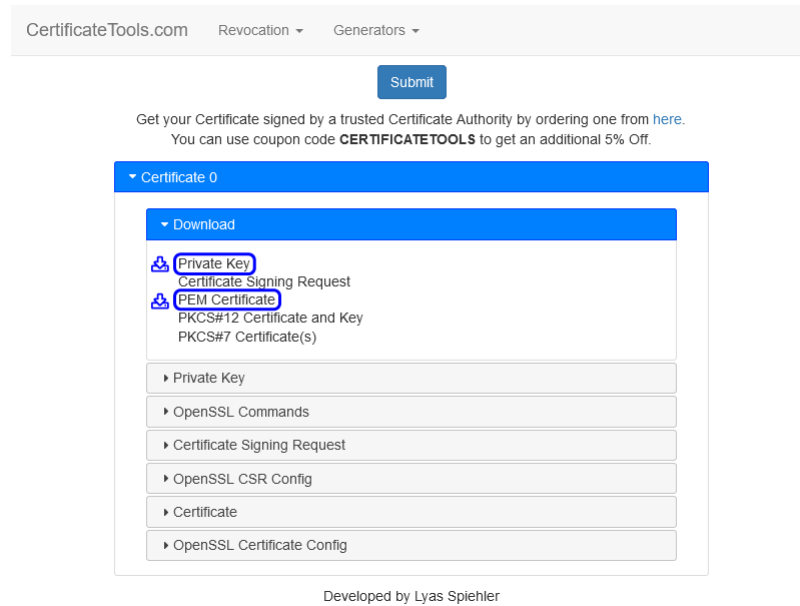 CertificateTools.com Revocation Generators
Submit
Get your Certificate signed by a trusted Certificate Authority by ordering one from here.
You can use coupon code CERTIFICATETOOLS to get an additional 5% Off.
Certificate 0
Download
Private Key
Certificate Signing Request
PEM Certificate
PKCS#12 Certificate and Key
PKCS#7 Certificate(s)
Private Key
OpenSSL Commands
Certificate Signing Request
OpenSSL CSR Config
Certificate
OpenSSL Certificate Config
Developed by Lyas Spiehler